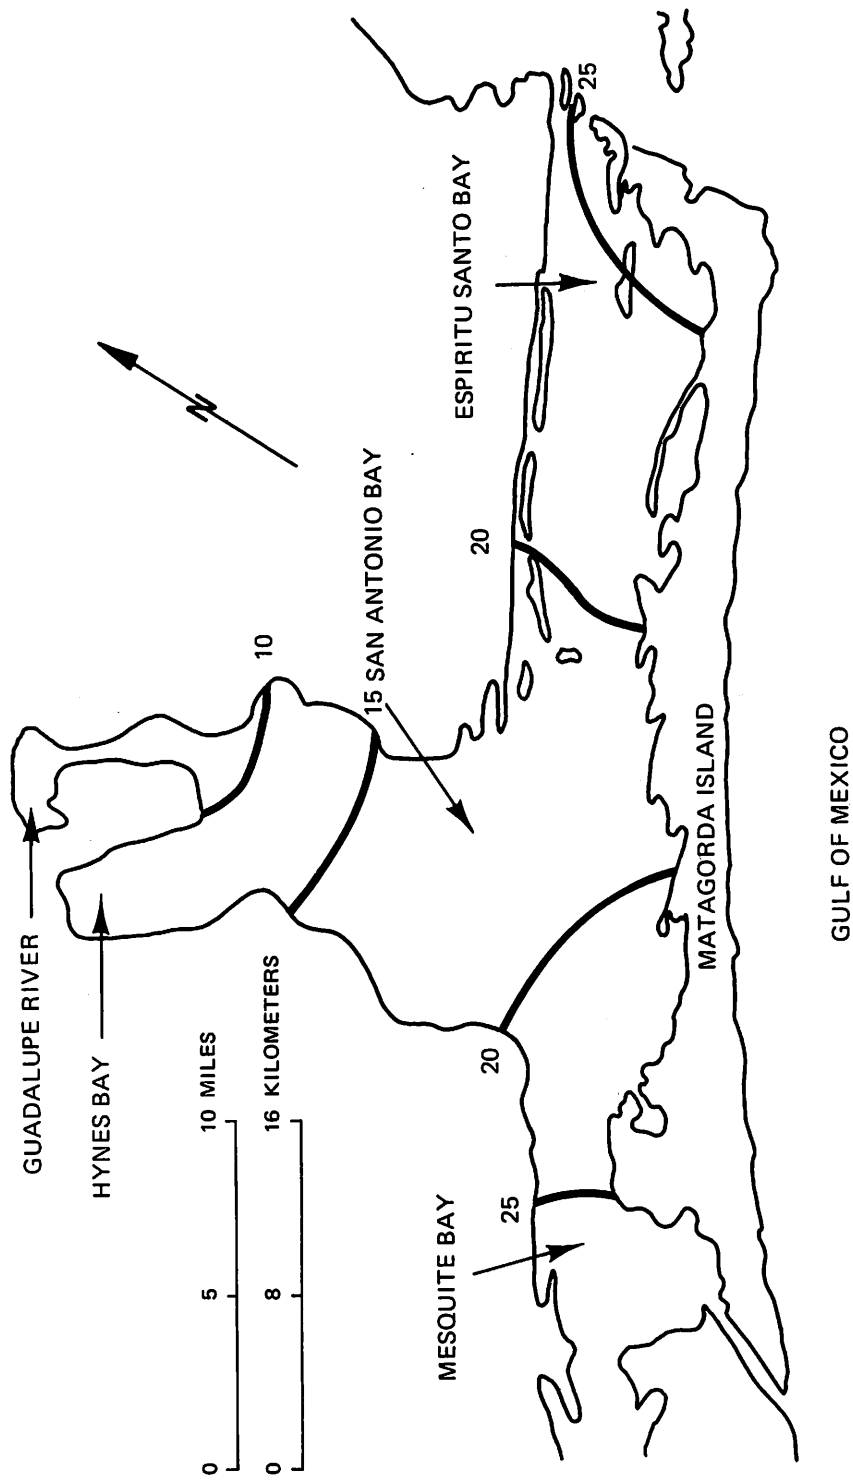 GUADALUPE RIVER
HYNES BAY
0 5 10 MILES
0 8 16 KILOMETERS
10
15 SAN ANTONIO BAY
N
MESQUITE BAY
ESPIRITU SANTO BAY
25
20
20
25
MATAGORDA ISLAND
GULF OF MEXICO